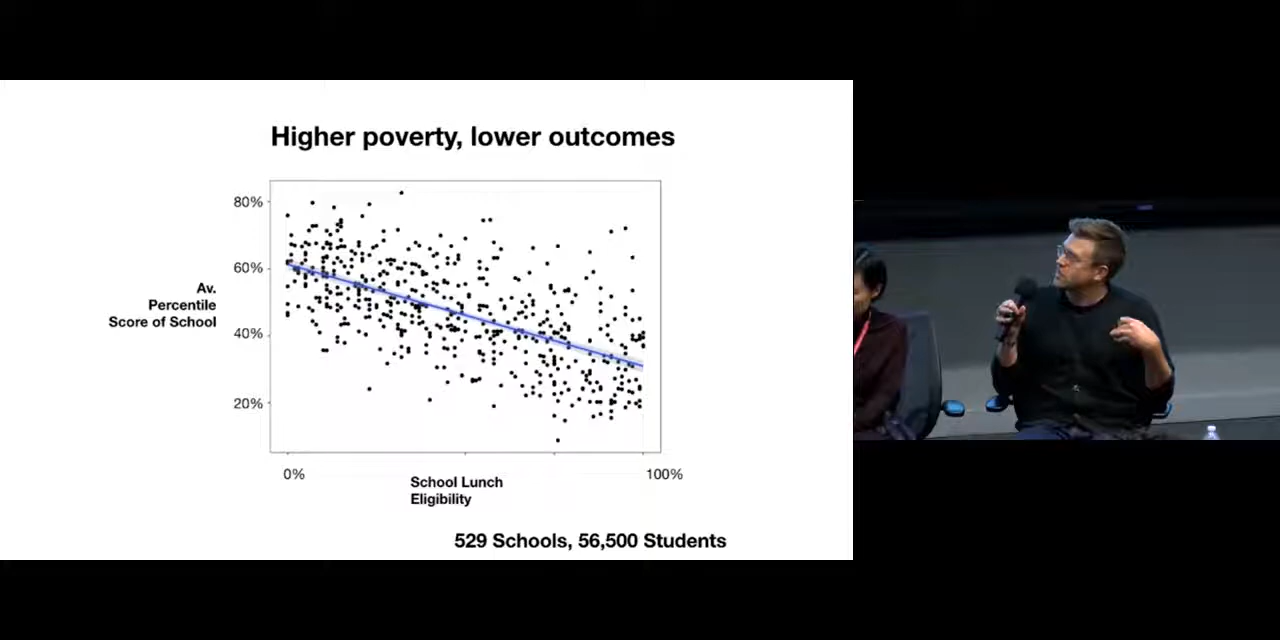 Higher poverty, lower outcomes
80%
60%
Av.
Percentile
Score of School
40%
20%
0%
100%
School Lunch
Eligibility
529 Schools, 56,500 Students